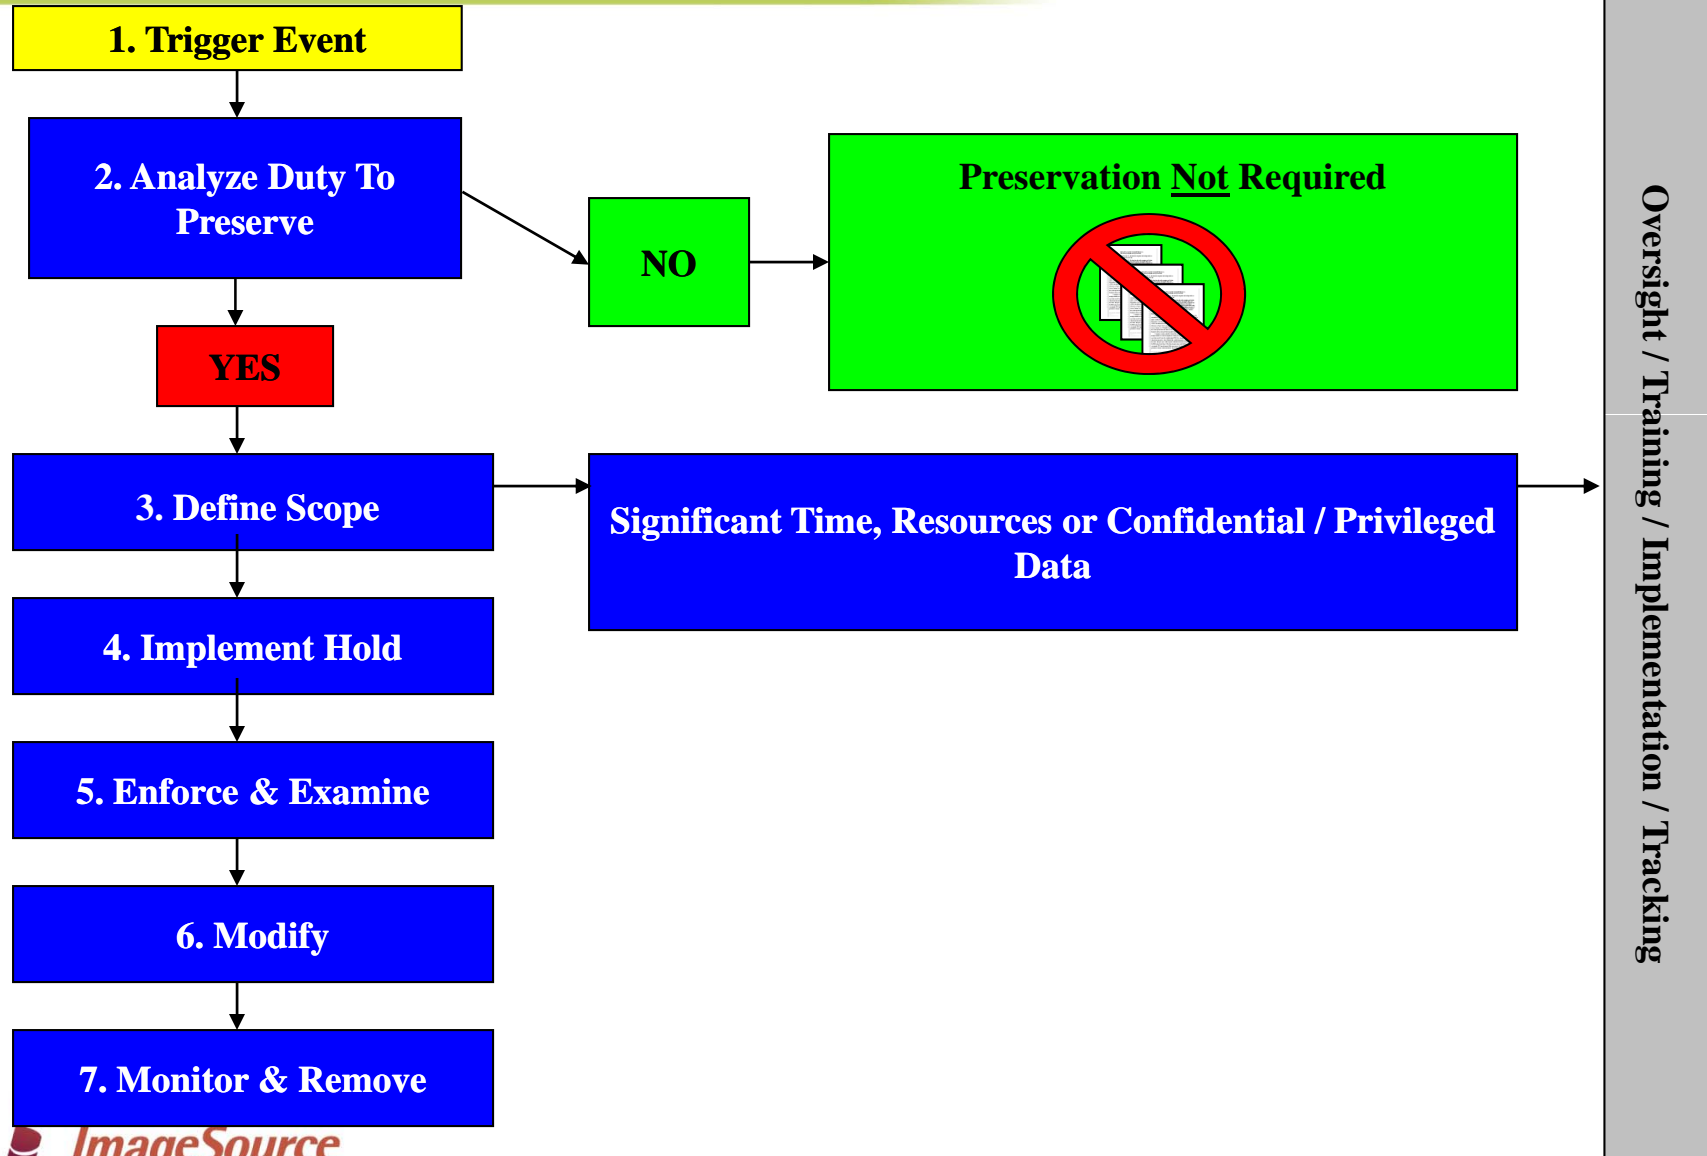 1. Trigger Event
2. Analyze Duty To
Preserve
NO
Preservation Not Required
YES
3. Define Scope
Significant Time, Resources or Confidential / Privileged
Data
4. Implement Hold
5. Enforce & Examine
6. Modify
7. Monitor & Remove
Oversight / Training / Implementation / Tracking
ImageSource